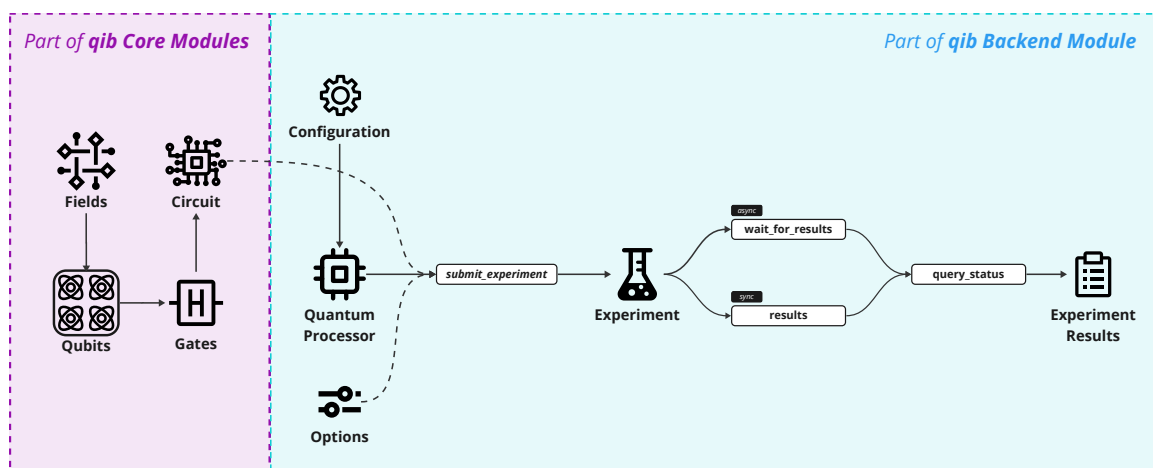 Part of qib Core Modules
Part of qib Backend Module
Configuration
Fields
Circuit
Qubits
Gates
H
Quantum
Processor
Options
submit_experiment
Experiment
async
wait_for_results
sync
results
query_status
Experiment
Results